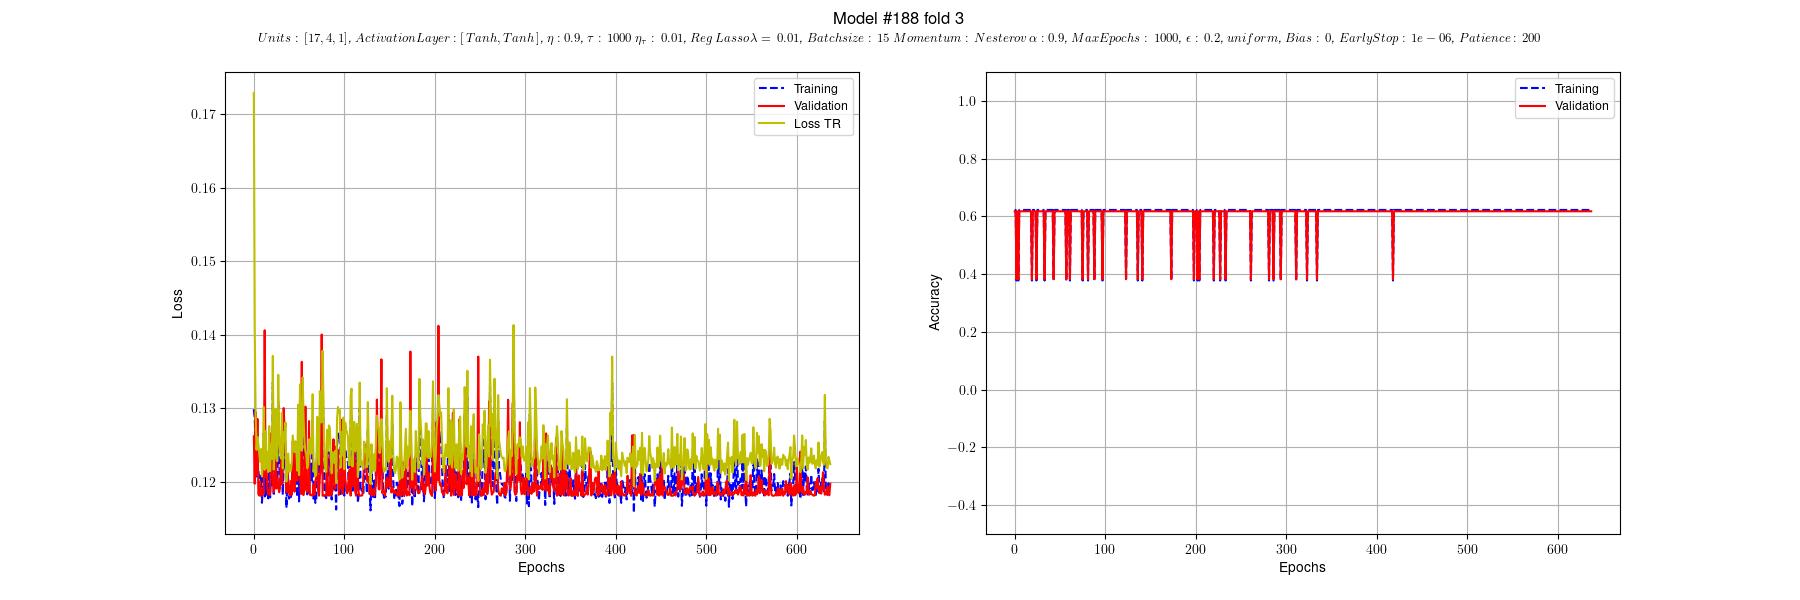 Model #188 fold 3
Units : [17, 4, 1], ActivationLayer : [Tanh, Tanh], η : 0.9, τ : 1000 ητ : 0.01, Reg Lassoλ = 0.01, Batchsize : 15 Momentum : Nesterov α : 0.9, MaxEpochs : 1000, ϵ : 0.2, uniform, Bias : 0, EarlyStop : 1e − 06, Patience : 200
Training
Validation
Loss TR
0.17
0.16
0.15
0.14
0.13
0.12
Loss
0 100 200 300 400 500 600
Epochs
Training
Validation
1.0
0.8
0.6
0.4
0.2
0.0
−0.2
−0.4
Accuracy
0 100 200 300 400 500 600
Epochs